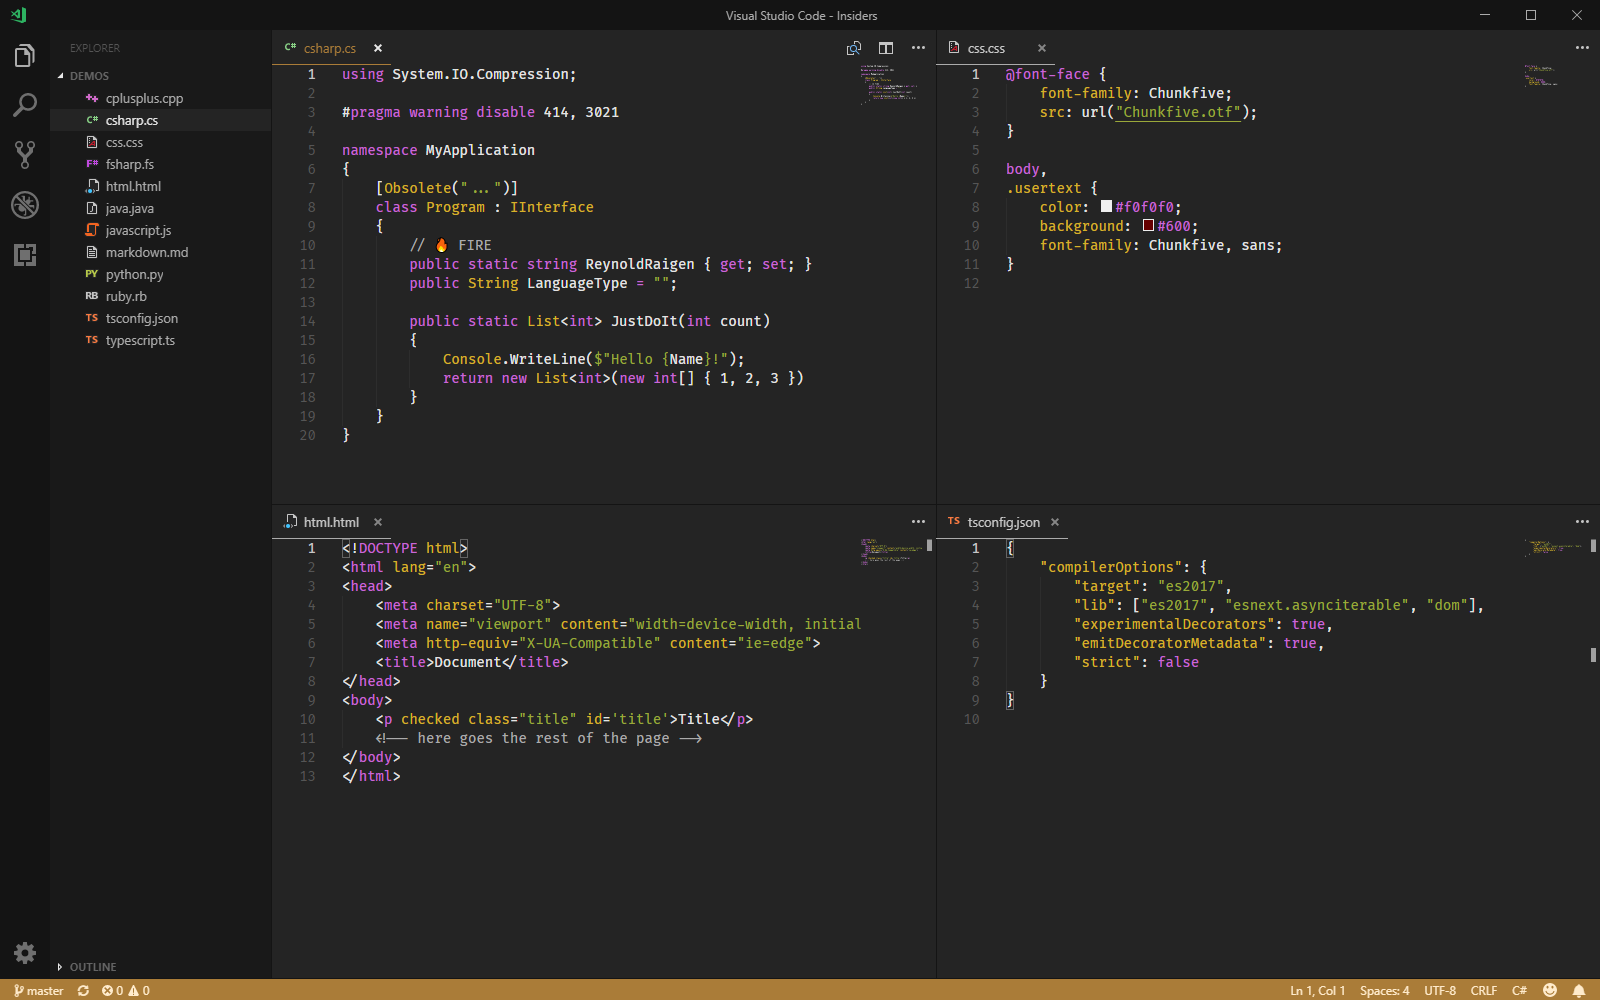 Visual Studio Code - Insiders
EXPLORER
DEMOS
cplusplus.cpp
C# csharp.cs
css.css
F# fsharp.fs
html.html
java.java
javascript.js
markdown.md
PY python.py
RB ruby.rb
TS tsconfig.json
TS typescript.ts
OUTLINE
C# csharp.cs
1 using System.IO.Compression;
2
3 #pragma warning disable 414, 3021
4
5 namespace MyApplication
6 {
7 [Obsolete("...")]
8 class Program : IInterface
9 {
10 // 🔥 FIRE
11 public static string ReynoldRaigen { get; set; }
12 public String LanguageType = "";
13
14 public static List<int> JustDoIt(int count)
15 {
16 Console.WriteLine($"Hello {Name}!");
17 return new List<int>(new int[] { 1, 2, 3 })
18 }
19 }
20 }
css.css
1 @font-face {
2 font-family: Chunkfive;
3 src: url("Chunkfive.otf");
4 }
5
6 body,
7 .usertext {
8 color: #f0f0f0;
9 background: #600;
10 font-family: Chunkfive, sans;
11 }
12
html.html
1 <!DOCTYPE html>
2 <html lang="en">
3 <head>
4 <meta charset="UTF-8">
5 <meta name="viewport" content="width=device-width, initial
6 <meta http-equiv="X-UA-Compatible" content="ie=edge">
7 <title>Document</title>
8 </head>
9 <body>
10 <p checked class="title" id='title'>Title</p>
11 <!-- here goes the rest of the page -->
12 </body>
13 </html>
TS tsconfig.json
1 {
2 "compilerOptions": {
3 "target": "es2017",
4 "lib": ["es2017", "esnext.asynciterable", "dom"],
5 "experimentalDecorators": true,
6 "emitDecoratorMetadata": true,
7 "strict": false
8 }
9 }
10
master 0 0 Ln 1, Col 1 Spaces: 4 UTF-8 CRLF C#